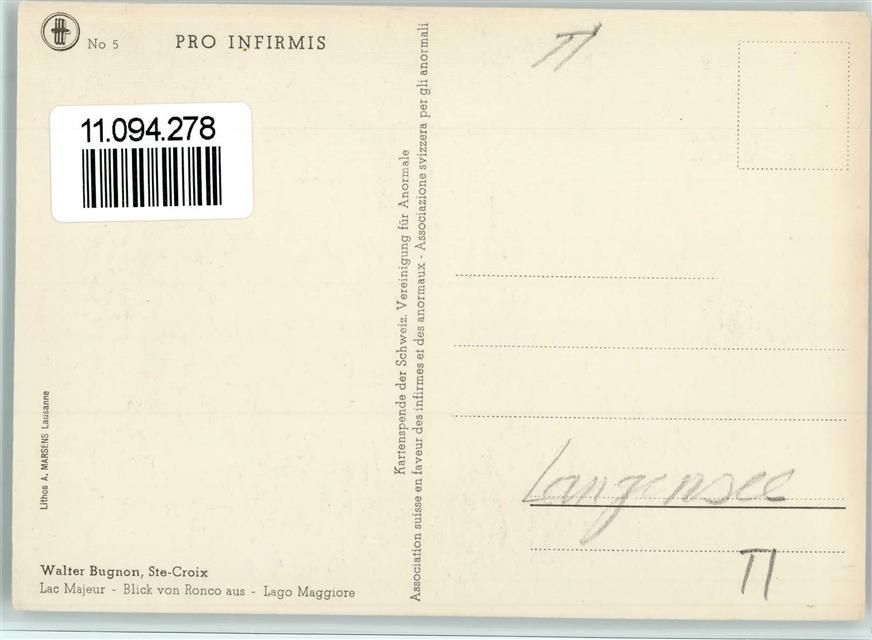 No 5
PRO INFIRMIS
11.094.278
Kartenspende der Schweiz. Vereinigung für Anormale
Association suisse en faveur des infirmes et des anormaux - Associazione svizzera per gli anormali
Lithos A. MARSENS Lausanne
Walter Bugnon, Ste-Croix
Lac Majeur - Blick von Ronco aus - Lago Maggiore
TI
Langensee
TI